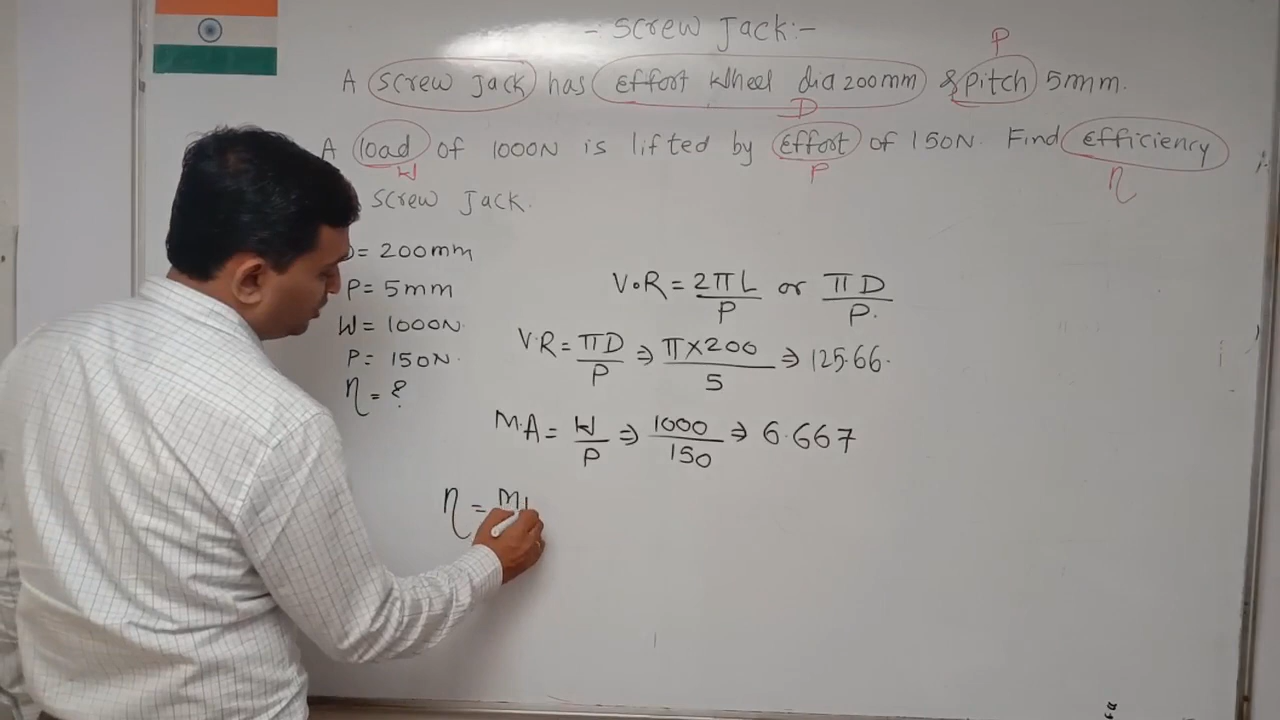 - Screw Jack:-
P
A Screw Jack has Effort Wheel dia 200mm & pitch 5mm.
D
A load of 1000N is lifted by Effort of 150N. Find Efficiency
W P η
Screw Jack.
D = 200mm
P = 5mm
W = 1000N.
P = 150N.
η = ?
V.R = 2πL/P or πD/P.
V.R = πD/P ⇒ π×200/5 ⇒ 125.66.
M.A = W/P ⇒ 1000/150 ⇒ 6.667
η = M